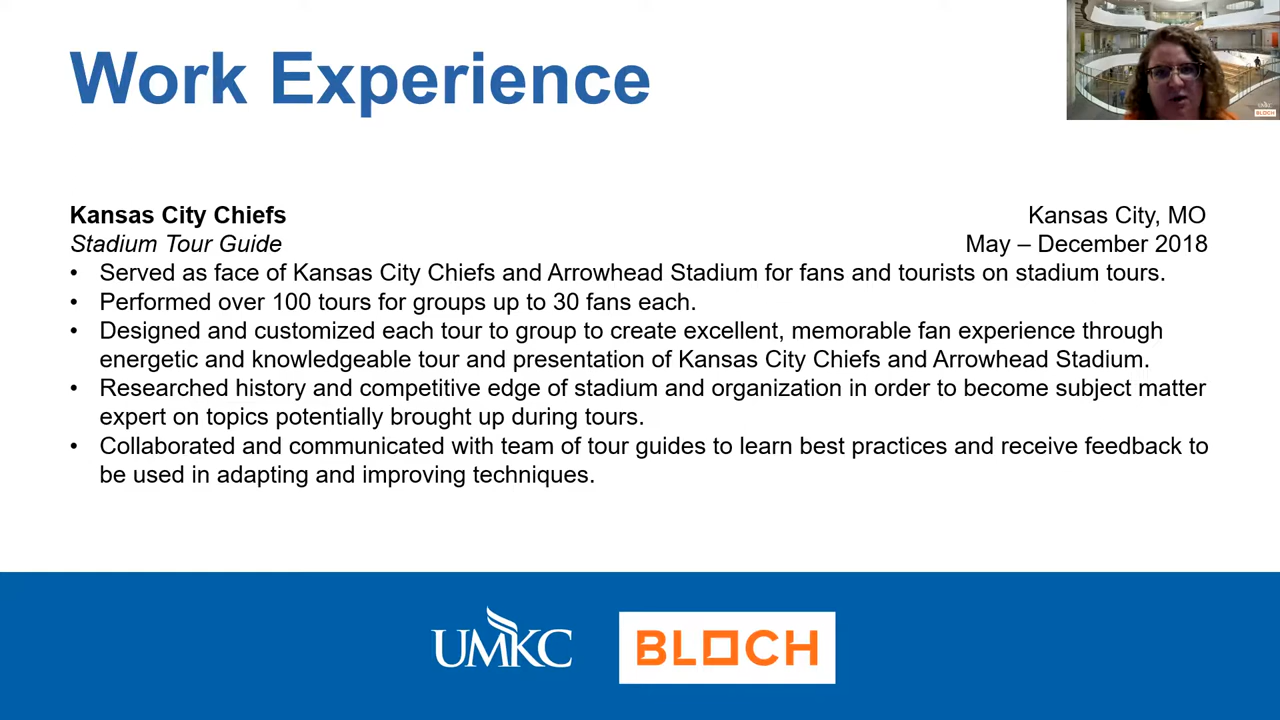 Work Experience
UMKC
BLOCH
Kansas City Chiefs Kansas City, MO
Stadium Tour Guide May – December 2018
• Served as face of Kansas City Chiefs and Arrowhead Stadium for fans and tourists on stadium tours.
• Performed over 100 tours for groups up to 30 fans each.
• Designed and customized each tour to group to create excellent, memorable fan experience through
energetic and knowledgeable tour and presentation of Kansas City Chiefs and Arrowhead Stadium.
• Researched history and competitive edge of stadium and organization in order to become subject matter
expert on topics potentially brought up during tours.
• Collaborated and communicated with team of tour guides to learn best practices and receive feedback to
be used in adapting and improving techniques.
UMKC BLOCH